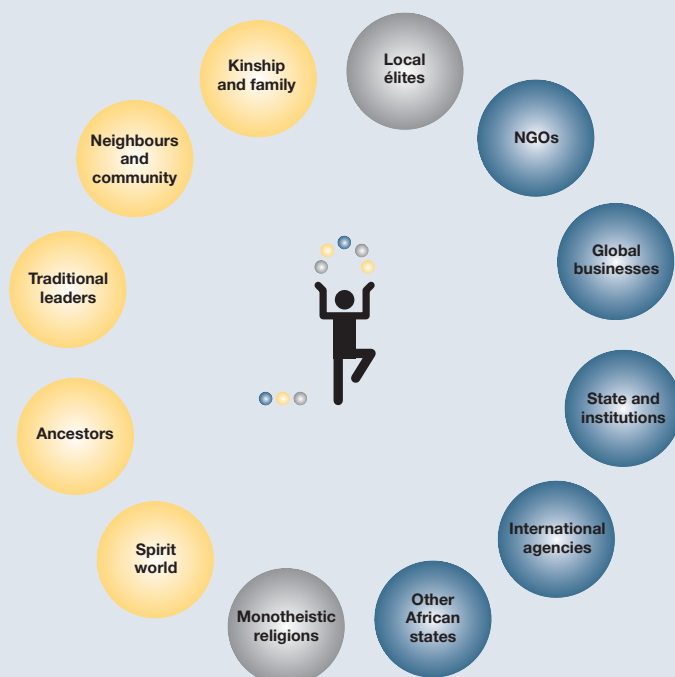 Kinship
and family
Local
élites
NGOs
Neighbours
and
community
Global
businesses
Traditional
leaders
State and
institutions
Ancestors
International
agencies
Spirit
world
Monotheistic
religions
Other
African
states